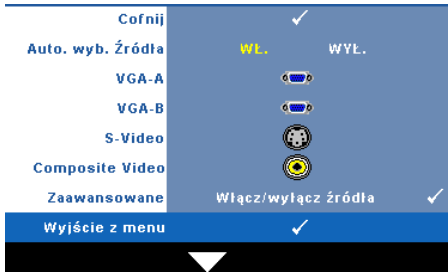 Cofnij
Auto. wyb. Źródła WŁ. WYŁ.
VGA-A
VGA-B
S-Video
Composite Video
Zaawansowane Włącz/wyłącz źródła
Wyjście z menu